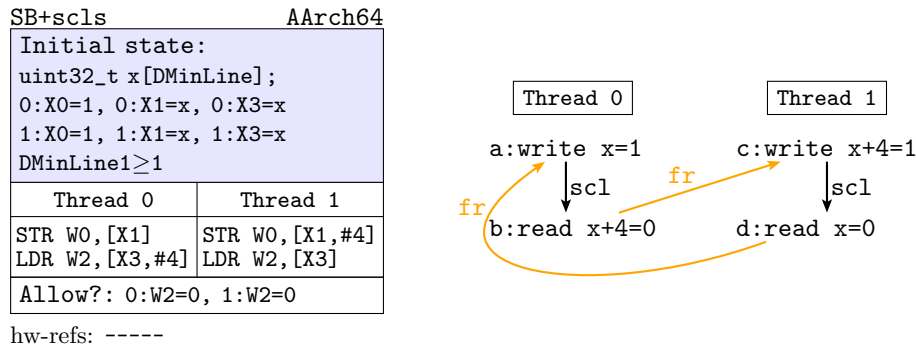 SB+scls AArch64
Initial state:
uint32_t x[DMinLine];
0:X0=1, 0:X1=x, 0:X3=x
1:X0=1, 1:X1=x, 1:X3=x
DMinLine1≥1
Thread 0 Thread 1
STR W0,[X1] STR W0,[X1,#4]
LDR W2,[X3,#4] LDR W2,[X3]
Allow?: 0:W2=0, 1:W2=0
hw-refs: -----
Thread 0 Thread 1
a:write x=1 c:write x+4=1
scl fr scl
fr
b:read x+4=0 d:read x=0